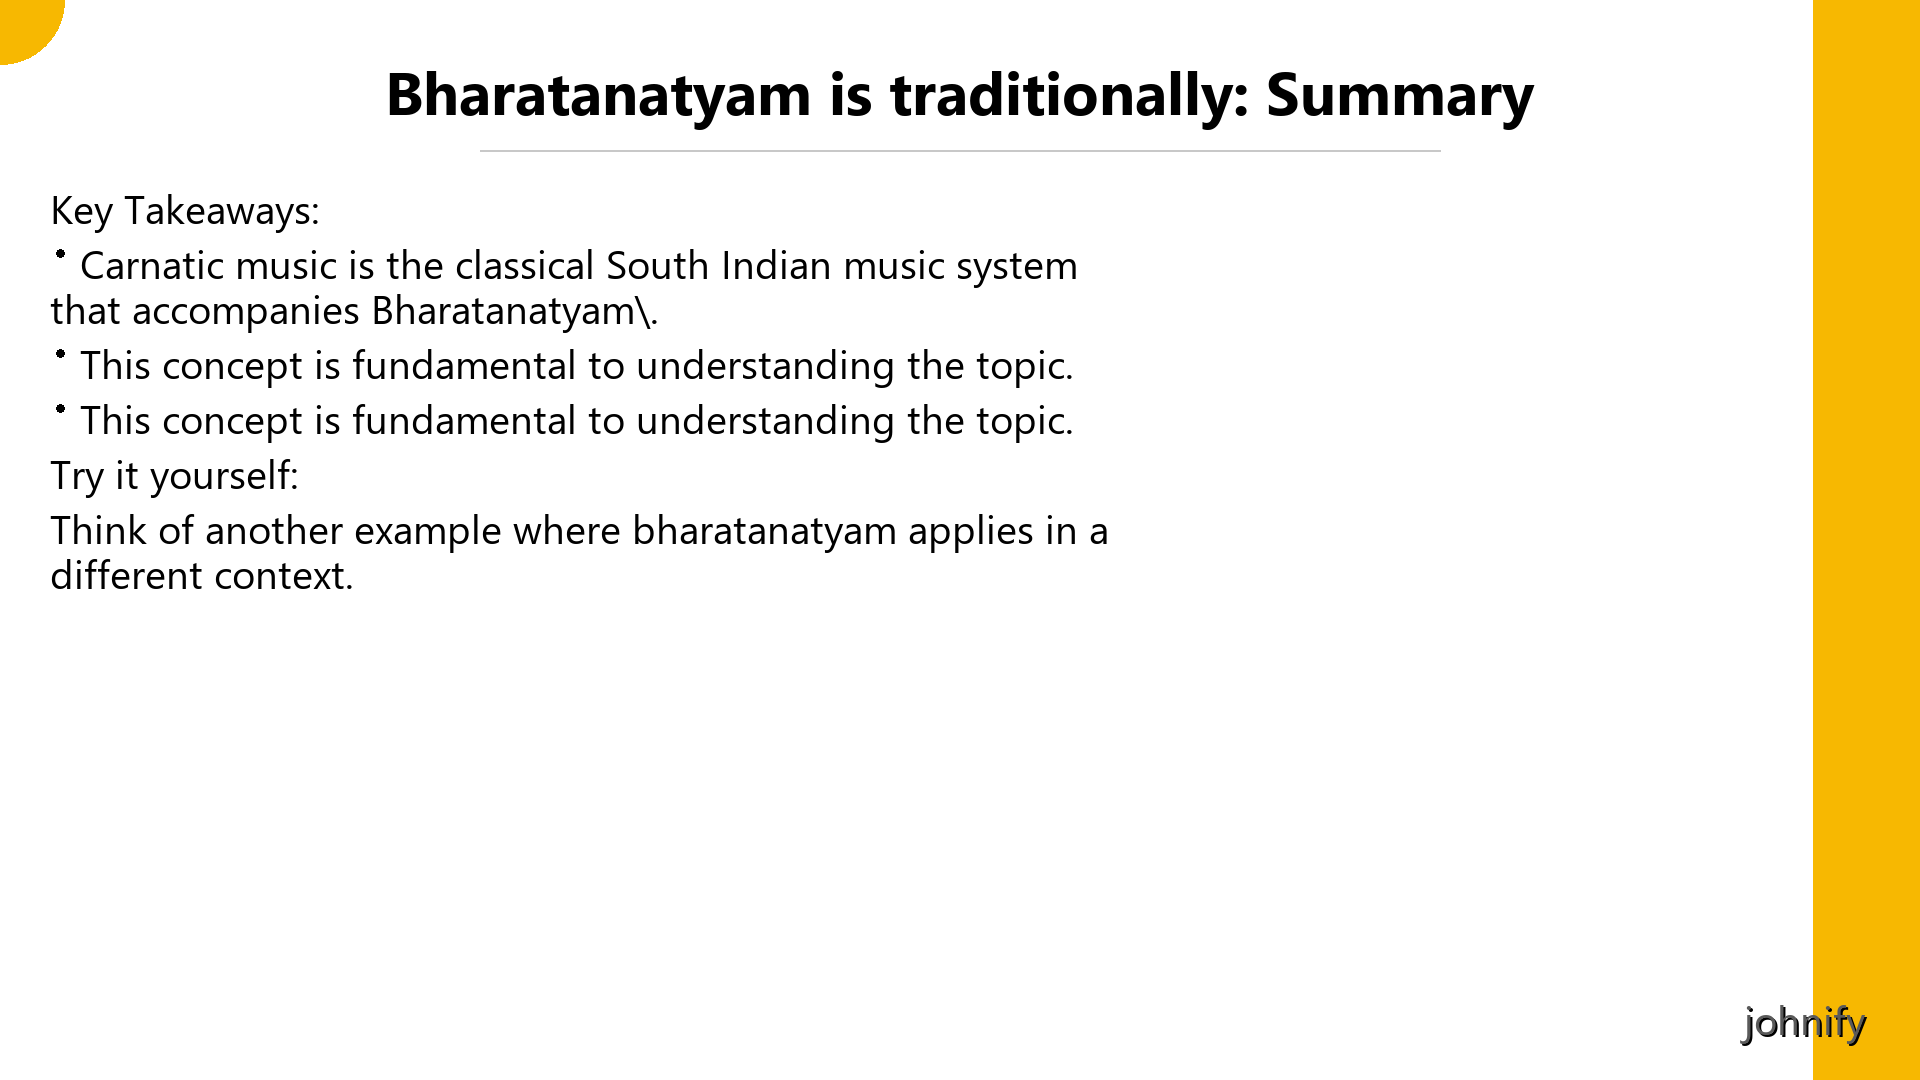 Bharatanatyam is traditionally: Summary
Key Takeaways:
• Carnatic music is the classical South Indian music system
that accompanies Bharatanatyam\.
• This concept is fundamental to understanding the topic.
• This concept is fundamental to understanding the topic.
Try it yourself:
Think of another example where bharatanatyam applies in a
different context.
johnify